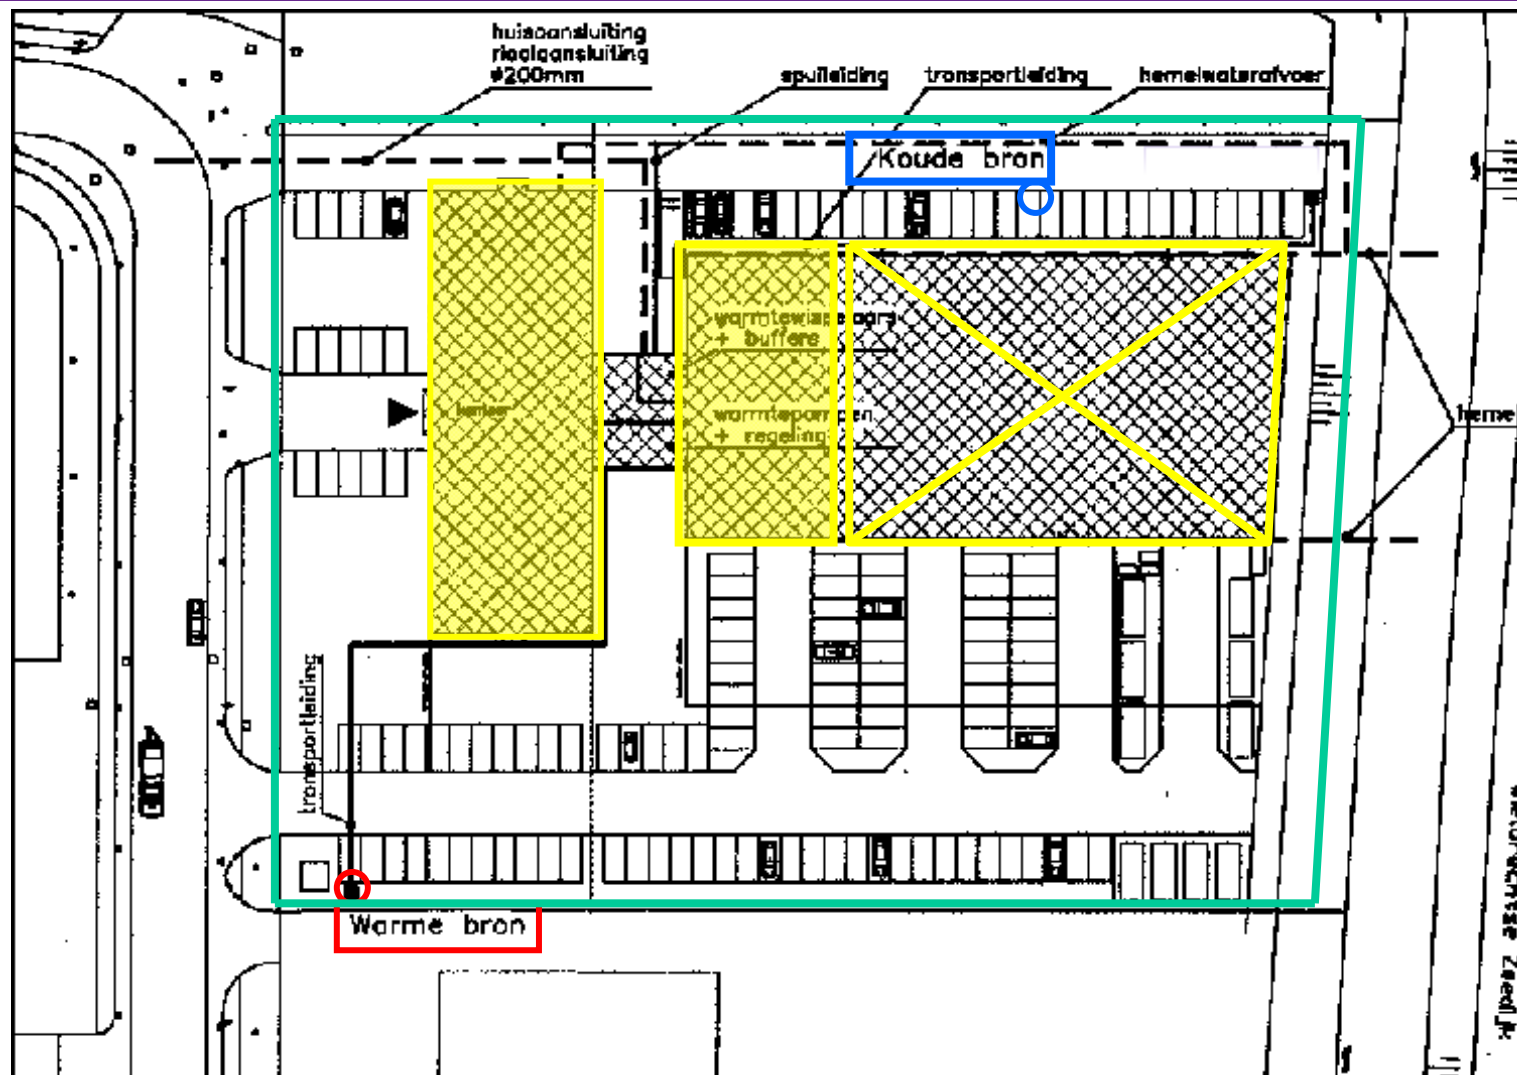 huisaansluiting
rioolaansluiting
ø200mm
spuileiding
transportleiding
hemelwaterafvoer
Koude bron
warmtewisselaars
+ buffers
warmtepompen
+ regeling
kantoor
hemel
transportleiding
Warme bron